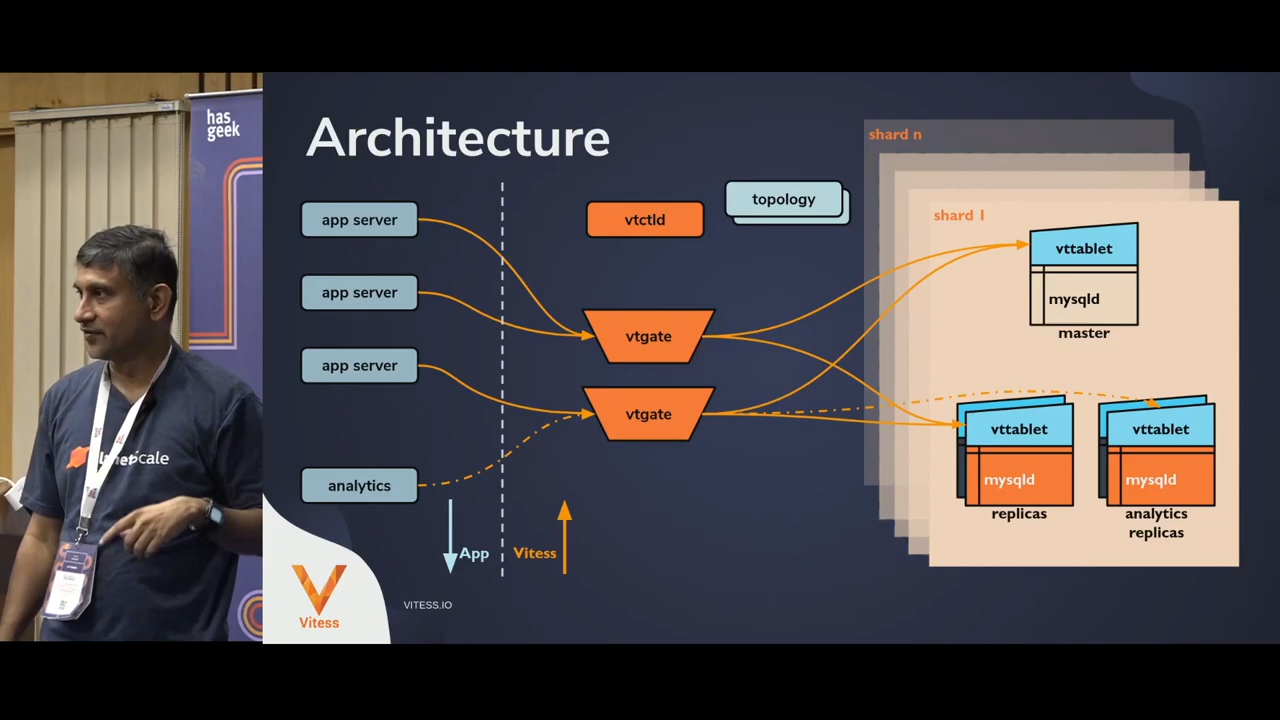 has
geek
Architecture
app server
app server
app server
analytics
App
Vitess
vtctld
topology
vtgate
vtgate
shard n
shard 1
vttablet
mysqld
master
vttablet
mysqld
replicas
vttablet
mysqld
analytics
replicas
Vitess
VITESS.IO